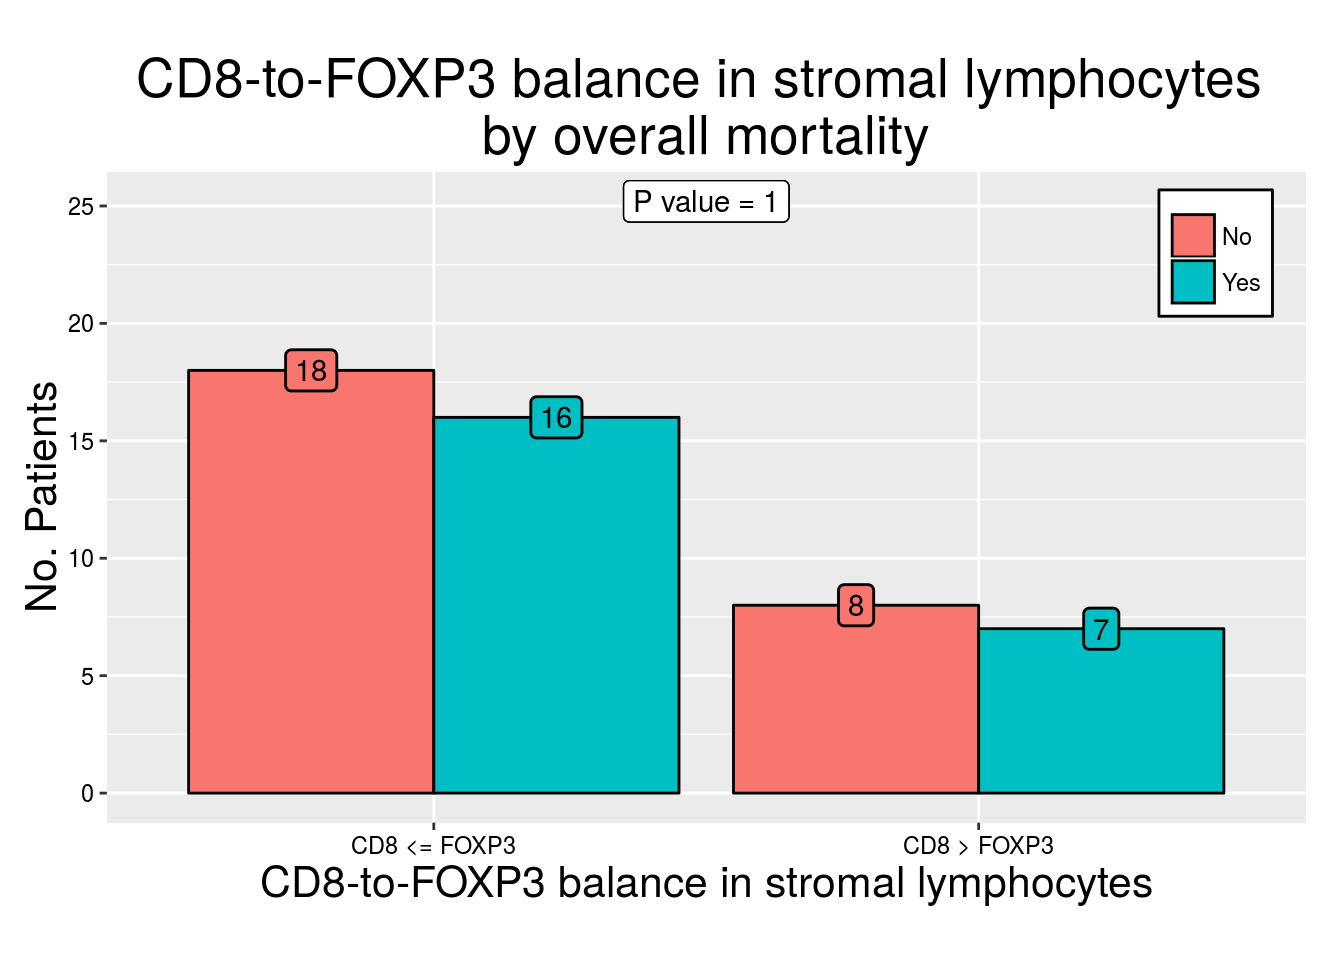 CD8-to-FOXP3 balance in stromal lymphocytes
by overall mortality
P value = 1
No
Yes
No. Patients
25
20
15
10
5
0
18
16
8
7
CD8 <= FOXP3
CD8 > FOXP3
CD8-to-FOXP3 balance in stromal lymphocytes